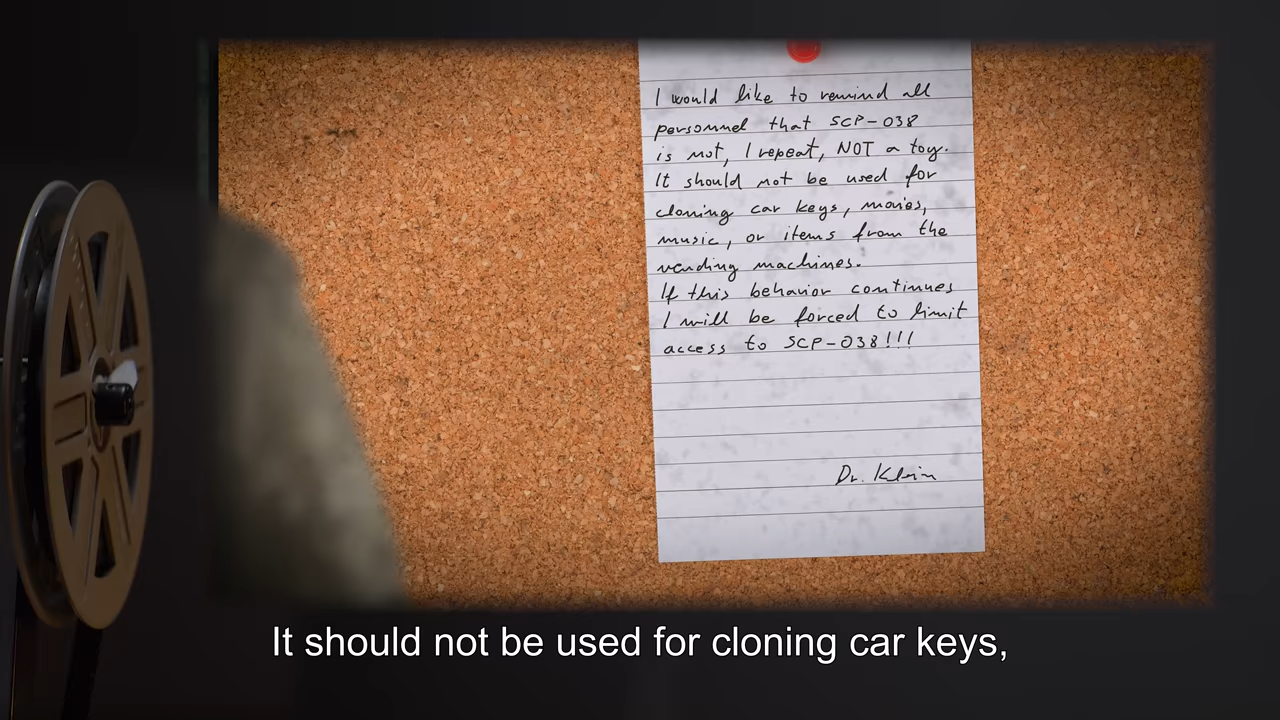 I would like to remind all
personnel that SCP-038
is not, I repeat, NOT a toy.
It should not be used for
cloning car keys, movies,
music, or items from the
vending machines.
If this behavior continues
I will be forced to limit
access to SCP-038!!!
Dr. Klein
It should not be used for cloning car keys,